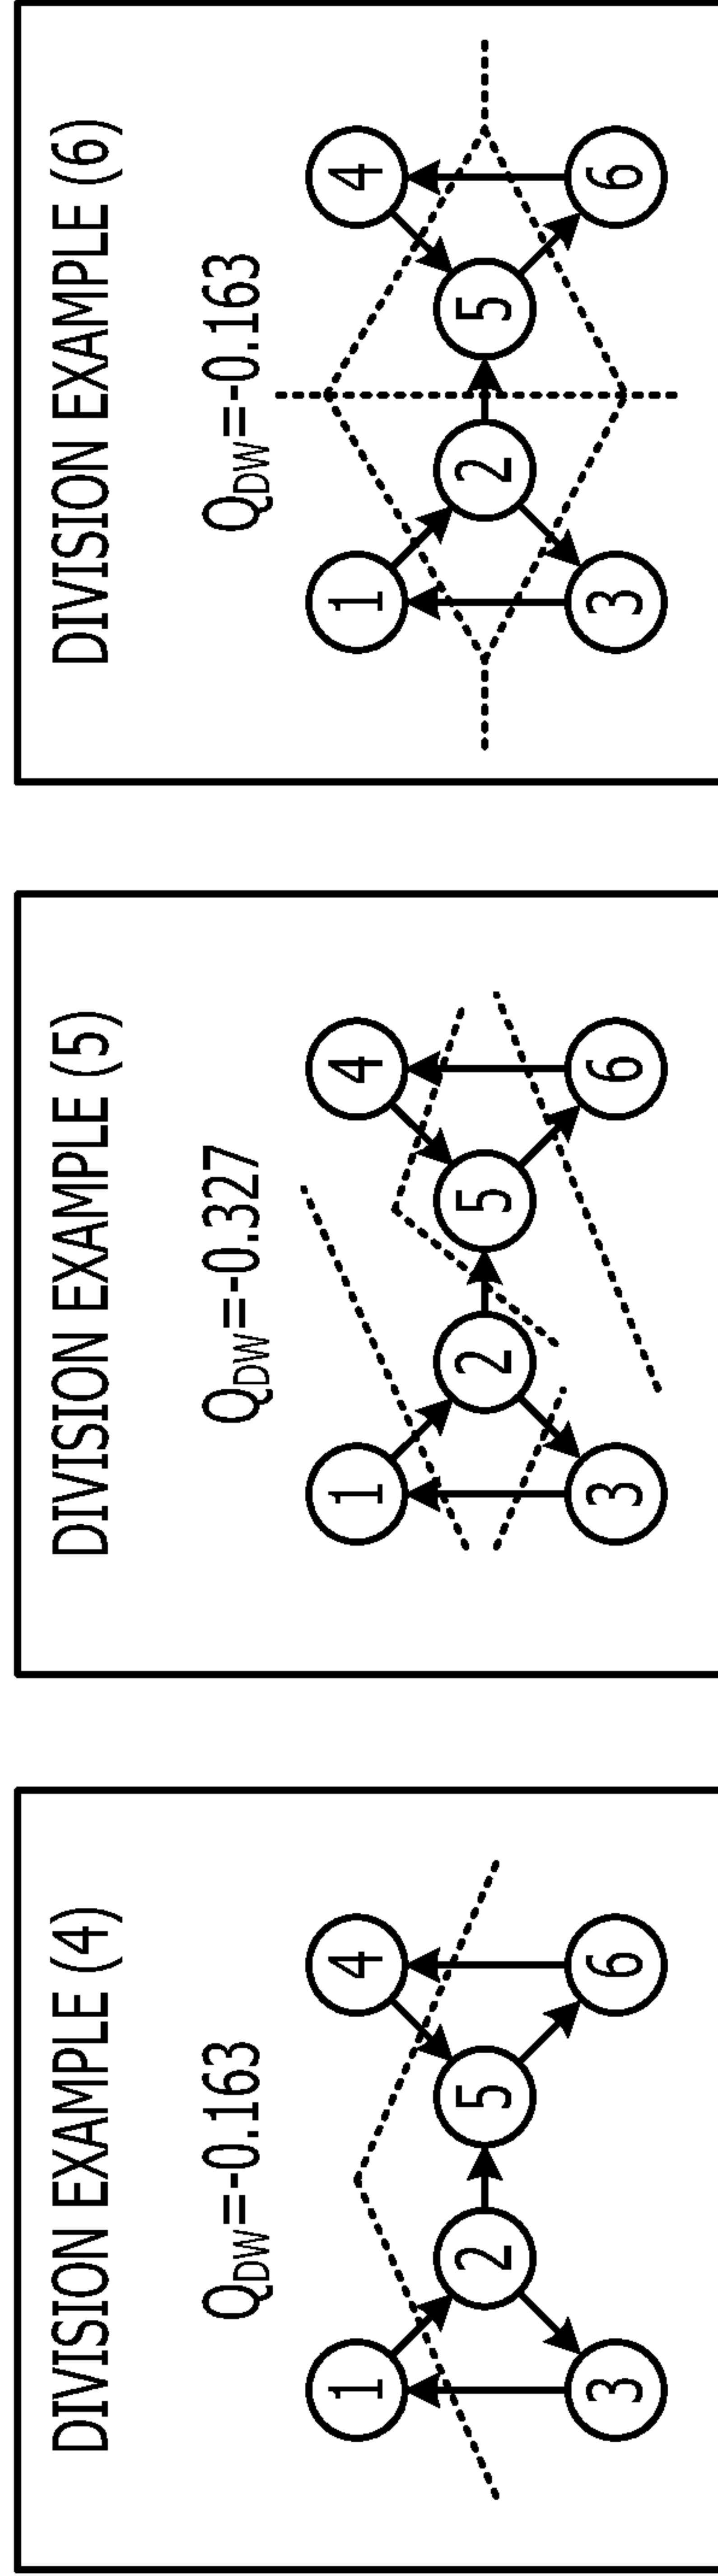 DIVISION EXAMPLE (4)
QDW=-0.163
1 4
2 5
3 6
DIVISION EXAMPLE (5)
QDW=-0.327
1 4
2 5
3 6
DIVISION EXAMPLE (6)
QDW=-0.163
1 4
2 5
3 6